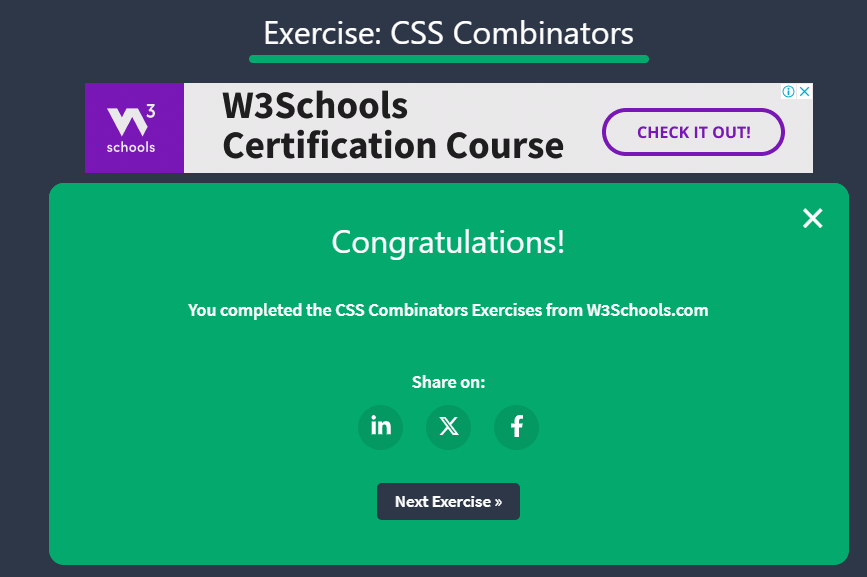 Exercise: CSS Combinators
W3Schools
Certification Course
3
schools
CHECK IT OUT!
Congratulations!
You completed the CSS Combinators Exercises from W3Schools.com
Share on:
in
X
f
Next Exercise »